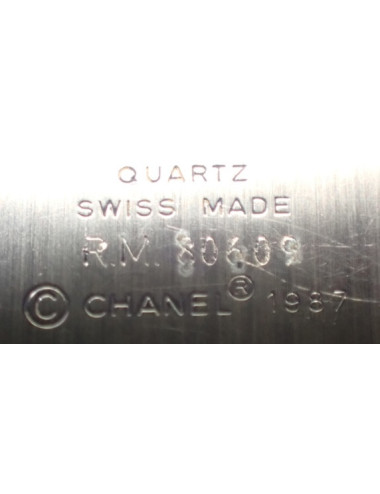 QUARTZ
SWISS MADE
R.M. 80609
© CHANEL® 1987